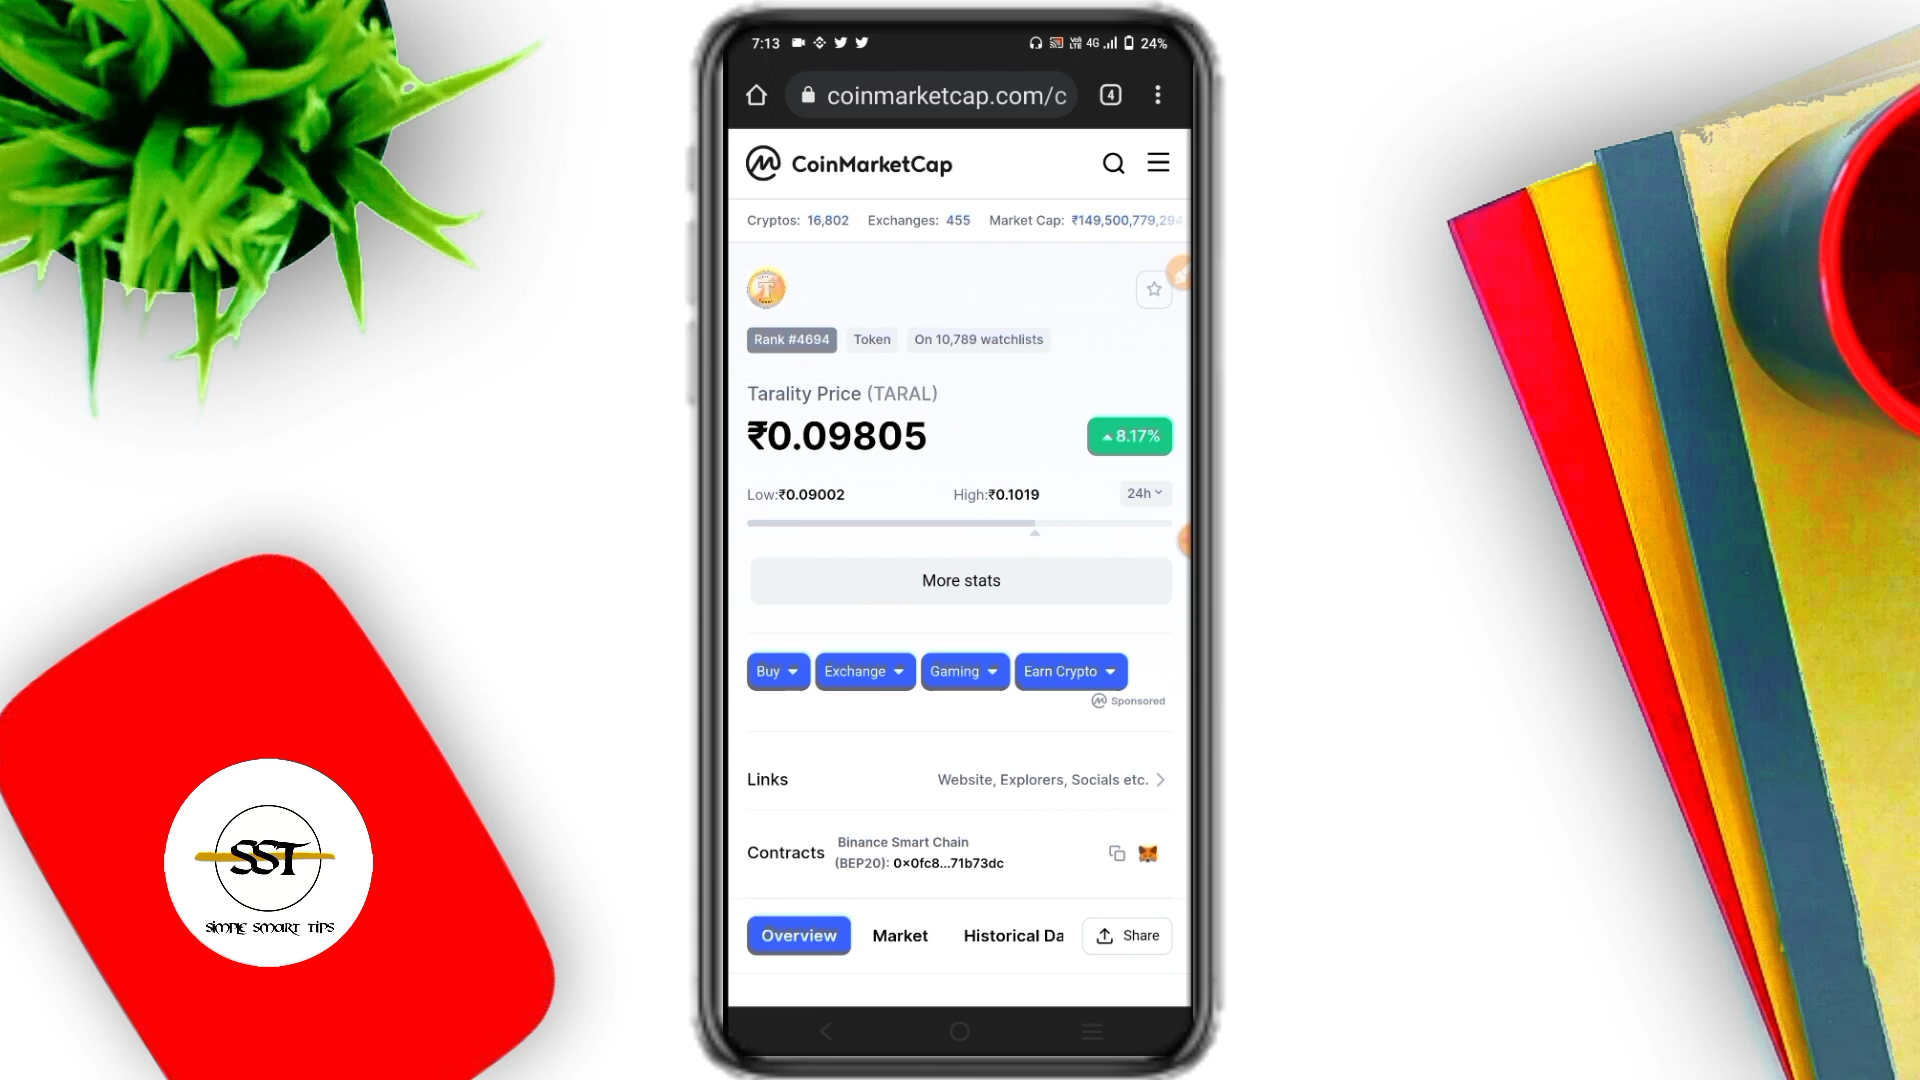 7:13 4G 24%
coinmarketcap.com/c 4
CoinMarketCap
Cryptos: 16,802 Exchanges: 455 Market Cap: ₹149,500,779,294
Rank #4694 Token On 10,789 watchlists
Tarality Price (TARAL)
₹0.09805 8.17%
Low:₹0.09002 High:₹0.1019 24h
More stats
Buy Exchange Gaming Earn Crypto
Sponsored
Links Website, Explorers, Socials etc.
Binance Smart Chain
Contracts (BEP20): 0x0fc8...71b73dc
Overview Market Historical Da Share
SST
SIMPLE SMART TIPS